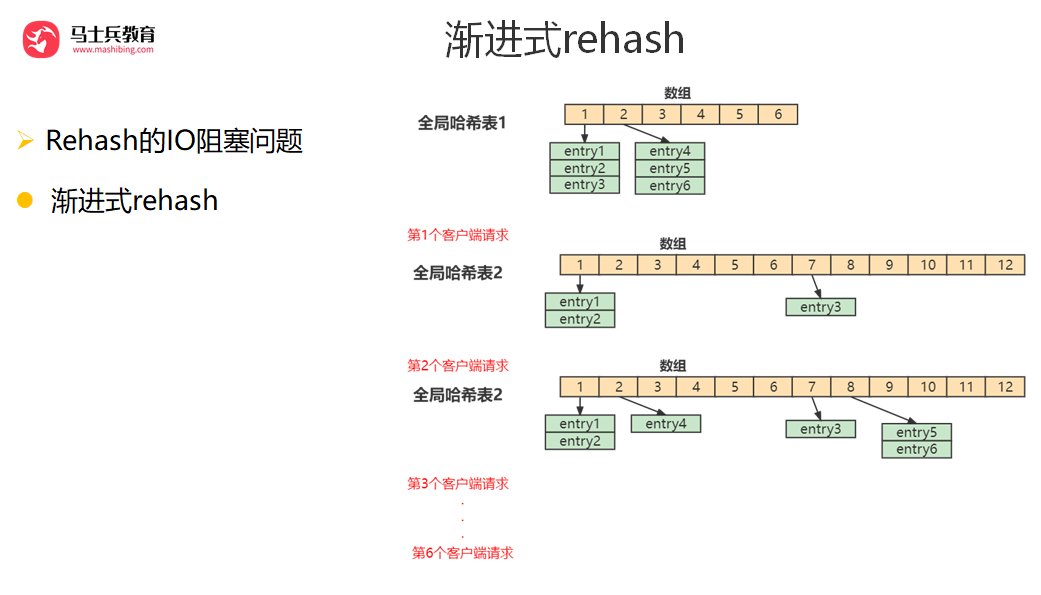 马士兵教育
www.mashibing.com
渐进式rehash
Rehash的IO阻塞问题
渐进式rehash
数组
全局哈希表1
1 2 3 4 5 6
entry1 entry4
entry2 entry5
entry3 entry6
第1个客户端请求
数组
全局哈希表2
1 2 3 4 5 6 7 8 9 10 11 12
entry1 entry3
entry2
第2个客户端请求
数组
全局哈希表2
1 2 3 4 5 6 7 8 9 10 11 12
entry1 entry4 entry3 entry5
entry2 entry6
第3个客户端请求
.
.
.
第6个客户端请求